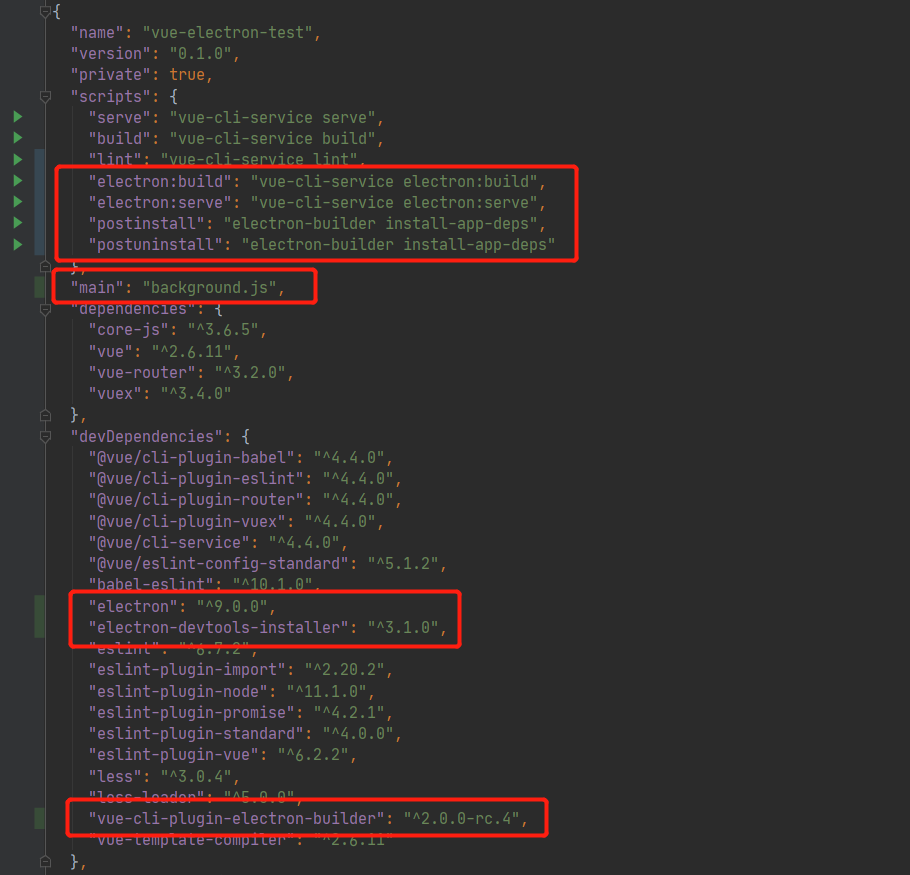 {
"name": "vue-electron-test",
"version": "0.1.0",
"private": true,
"scripts": {
"serve": "vue-cli-service serve",
"build": "vue-cli-service build",
"lint": "vue-cli-service lint",
"electron:build": "vue-cli-service electron:build",
"electron:serve": "vue-cli-service electron:serve",
"postinstall": "electron-builder install-app-deps",
"postuninstall": "electron-builder install-app-deps"
},
"main": "background.js",
"dependencies": {
"core-js": "^3.6.5",
"vue": "^2.6.11",
"vue-router": "^3.2.0",
"vuex": "^3.4.0"
},
"devDependencies": {
"@vue/cli-plugin-babel": "^4.4.0",
"@vue/cli-plugin-eslint": "^4.4.0",
"@vue/cli-plugin-router": "^4.4.0",
"@vue/cli-plugin-vuex": "^4.4.0",
"@vue/cli-service": "^4.4.0",
"@vue/eslint-config-standard": "^5.1.2",
"babel-eslint": "^10.1.0",
"electron": "^9.0.0",
"electron-devtools-installer": "^3.1.0",
"eslint": "^6.7.2",
"eslint-plugin-import": "^2.20.2",
"eslint-plugin-node": "^11.1.0",
"eslint-plugin-promise": "^4.2.1",
"eslint-plugin-standard": "^4.0.0",
"eslint-plugin-vue": "^6.2.2",
"less": "^3.0.4",
"less-loader": "^5.0.0",
"vue-cli-plugin-electron-builder": "^2.0.0-rc.4",
"vue-template-compiler": "^2.6.11"
},